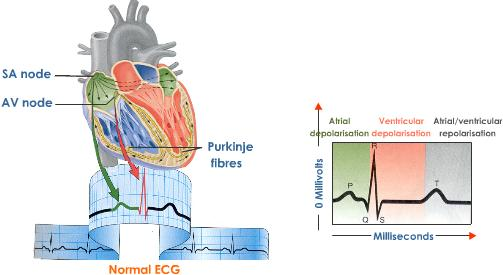 SA node
AV node
Purkinje
fibres
Normal ECG
Atrial
depolarisation
Ventricular
depolarisation
Atrial/ventricular
repolarisation
0 Millivolts
R
P
Q
S
T
Milliseconds